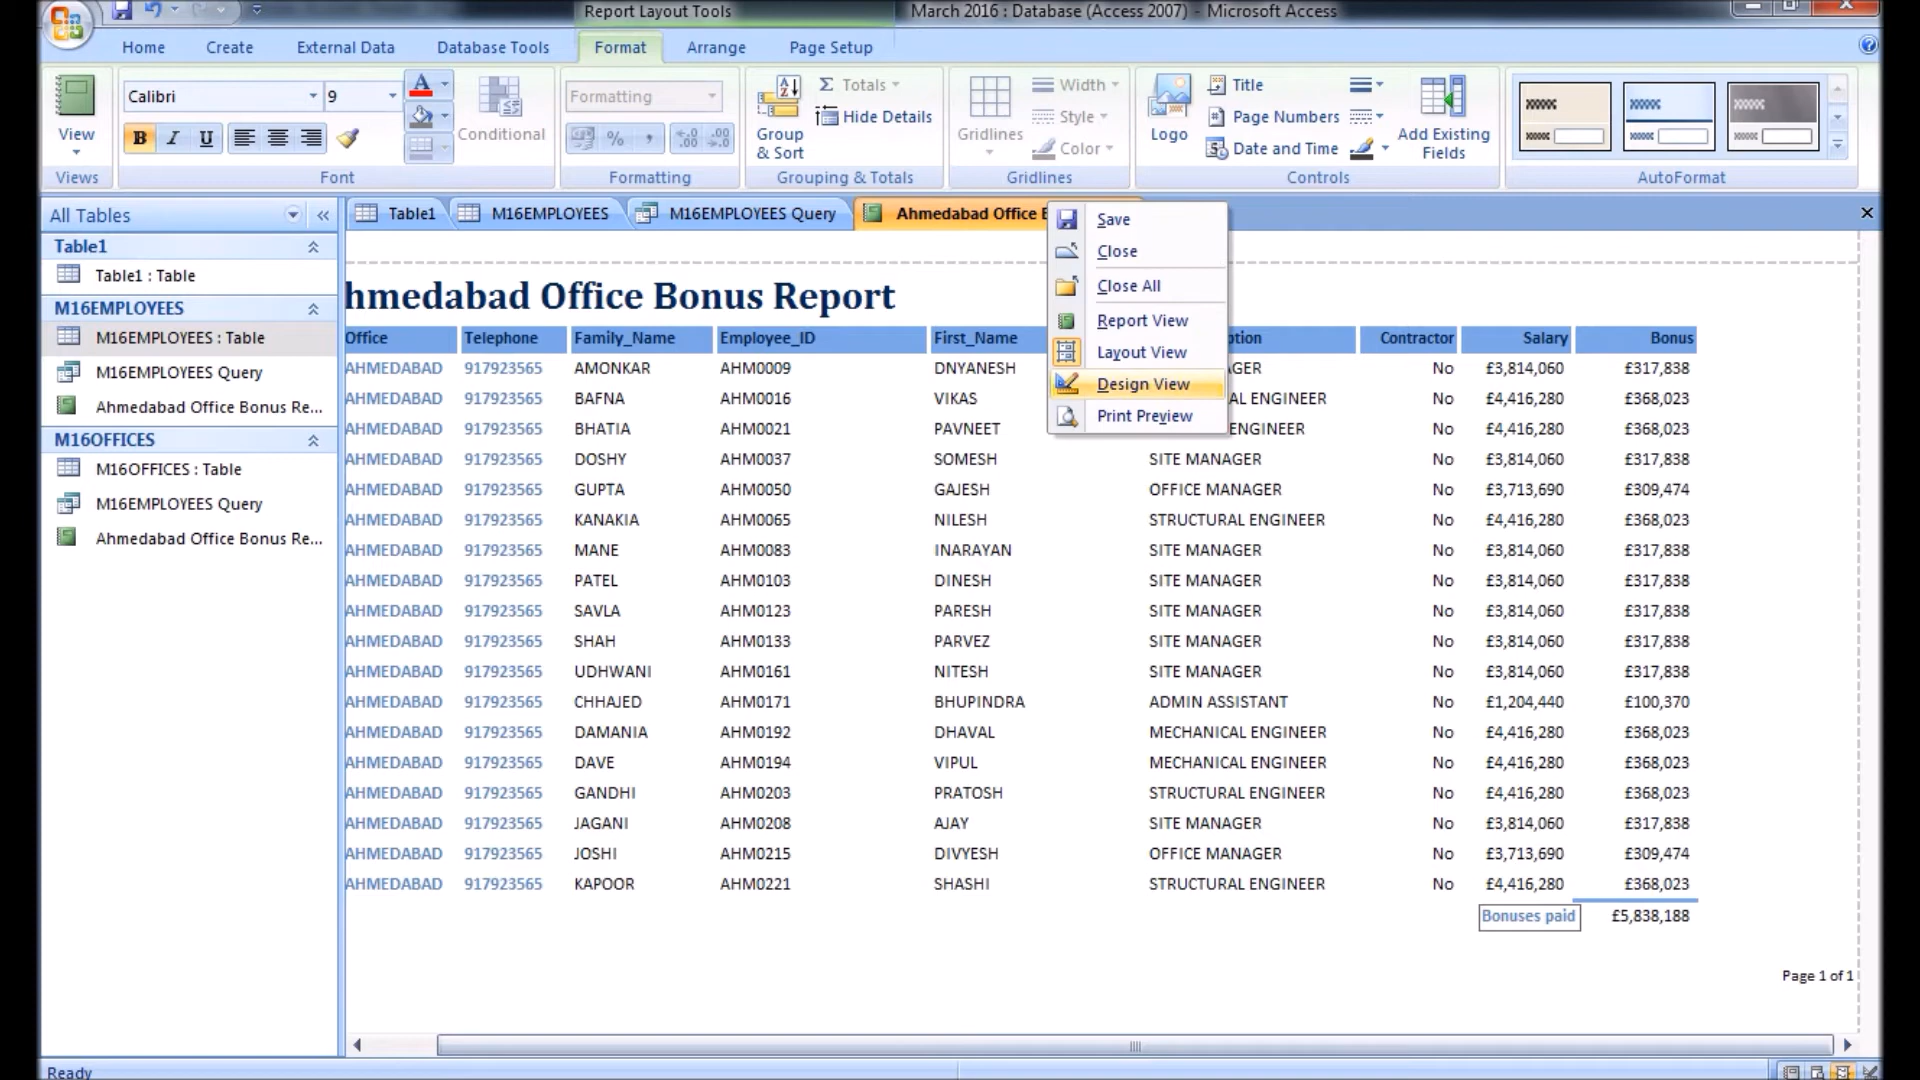 Report Layout Tools
March 2016 : Database (Access 2007) - Microsoft Access
Home Create External Data Database Tools Format Arrange Page Setup
View
Views
Calibri 9
B I U
Font
Conditional
Formatting
% ,
Formatting
Group & Sort
Σ Totals
Hide Details
Grouping & Totals
Gridlines
Width
Style
Color
Gridlines
Logo
Title
Page Numbers
Date and Time
Add Existing Fields
Controls
AutoFormat
All Tables
Table1
Table1 : Table
M16EMPLOYEES
M16EMPLOYEES : Table
M16EMPLOYEES Query
Ahmedabad Office Bonus Re...
M16OFFICES
M16OFFICES : Table
M16EMPLOYEES Query
Ahmedabad Office Bonus Re...
Table1 M16EMPLOYEES M16EMPLOYEES Query Ahmedabad Office
Save
Close
Close All
Report View
Layout View
Design View
Print Preview
hmedabad Office Bonus Report
Office Telephone Family_Name Employee_ID First_Name ption Contractor Salary Bonus
AHMEDABAD 917923565 AMONKAR AHM0009 DNYANESH AGER No £3,814,060 £317,838
AHMEDABAD 917923565 BAFNA AHM0016 VIKAS AL ENGINEER No £4,416,280 £368,023
AHMEDABAD 917923565 BHATIA AHM0021 PAVNEET ENGINEER No £4,416,280 £368,023
AHMEDABAD 917923565 DOSHY AHM0037 SOMESH SITE MANAGER No £3,814,060 £317,838
AHMEDABAD 917923565 GUPTA AHM0050 GAJESH OFFICE MANAGER No £3,713,690 £309,474
AHMEDABAD 917923565 KANAKIA AHM0065 NILESH STRUCTURAL ENGINEER No £4,416,280 £368,023
AHMEDABAD 917923565 MANE AHM0083 INARAYAN SITE MANAGER No £3,814,060 £317,838
AHMEDABAD 917923565 PATEL AHM0103 DINESH SITE MANAGER No £3,814,060 £317,838
AHMEDABAD 917923565 SAVLA AHM0123 PARESH SITE MANAGER No £3,814,060 £317,838
AHMEDABAD 917923565 SHAH AHM0133 PARVEZ SITE MANAGER No £3,814,060 £317,838
AHMEDABAD 917923565 UDHWANI AHM0161 NITESH SITE MANAGER No £3,814,060 £317,838
AHMEDABAD 917923565 CHHAJED AHM0171 BHUPINDRA ADMIN ASSISTANT No £1,204,440 £100,370
AHMEDABAD 917923565 DAMANIA AHM0192 DHAVAL MECHANICAL ENGINEER No £4,416,280 £368,023
AHMEDABAD 917923565 DAVE AHM0194 VIPUL MECHANICAL ENGINEER No £4,416,280 £368,023
AHMEDABAD 917923565 GANDHI AHM0203 PRATOSH STRUCTURAL ENGINEER No £4,416,280 £368,023
AHMEDABAD 917923565 JAGANI AHM0208 AJAY SITE MANAGER No £3,814,060 £317,838
AHMEDABAD 917923565 JOSHI AHM0215 DIVYESH OFFICE MANAGER No £3,713,690 £309,474
AHMEDABAD 917923565 KAPOOR AHM0221 SHASHI STRUCTURAL ENGINEER No £4,416,280 £368,023
Bonuses paid £5,838,188
Page 1 of 1
Ready